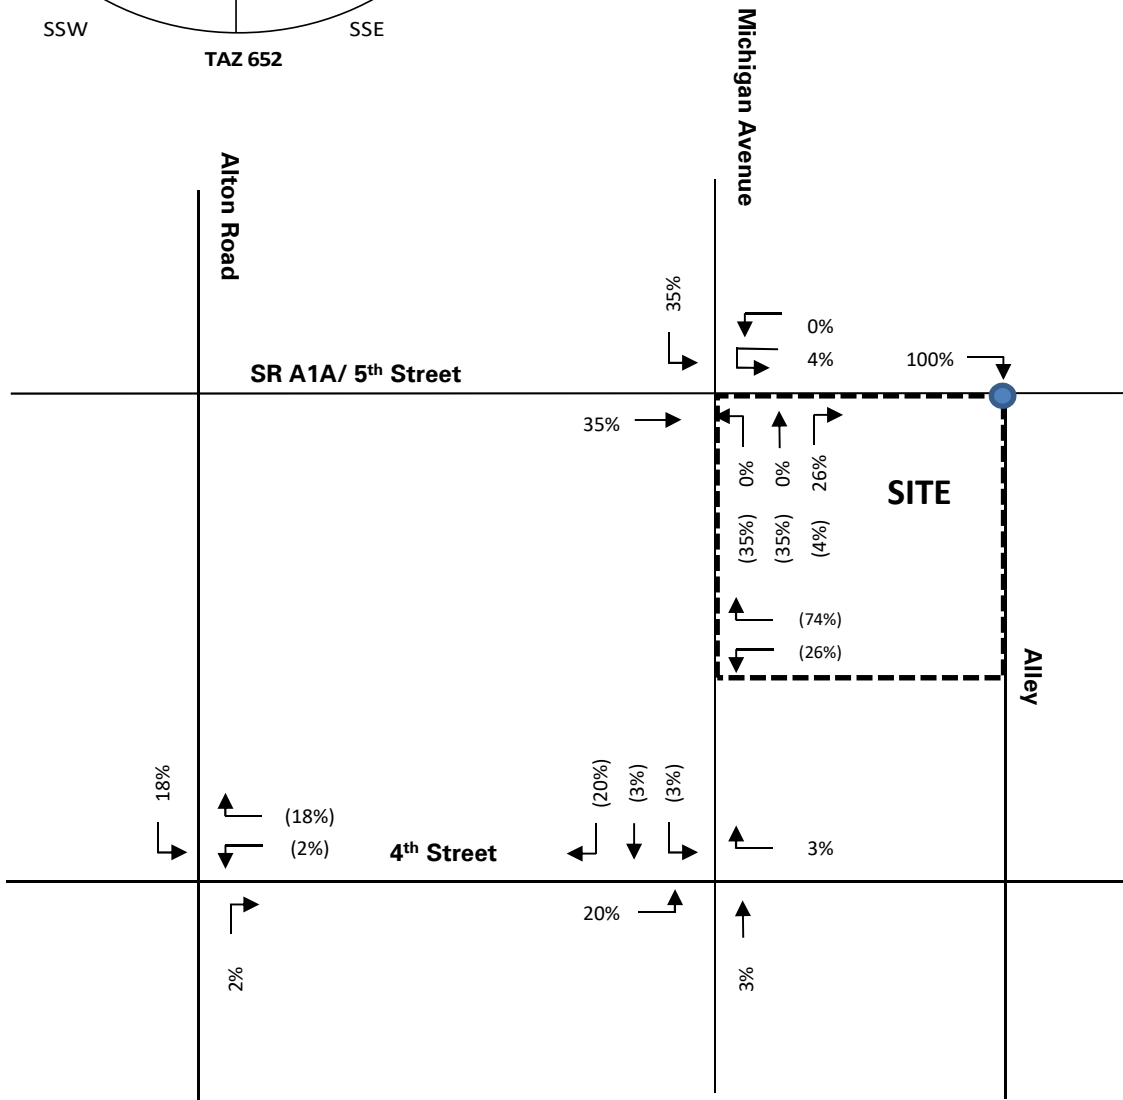 SSW
SSE
TAZ 652
Michigan Avenue
Alton Road
35%
0%
4%
100%
SR A1A/ 5th Street
35%
0%
0%
26%
SITE
(35%)
(35%)
(4%)
(74%)
(26%)
Alley
18%
(20%)
(3%)
(3%)
(18%)
(2%)
4th Street
3%
20%
2%
3%